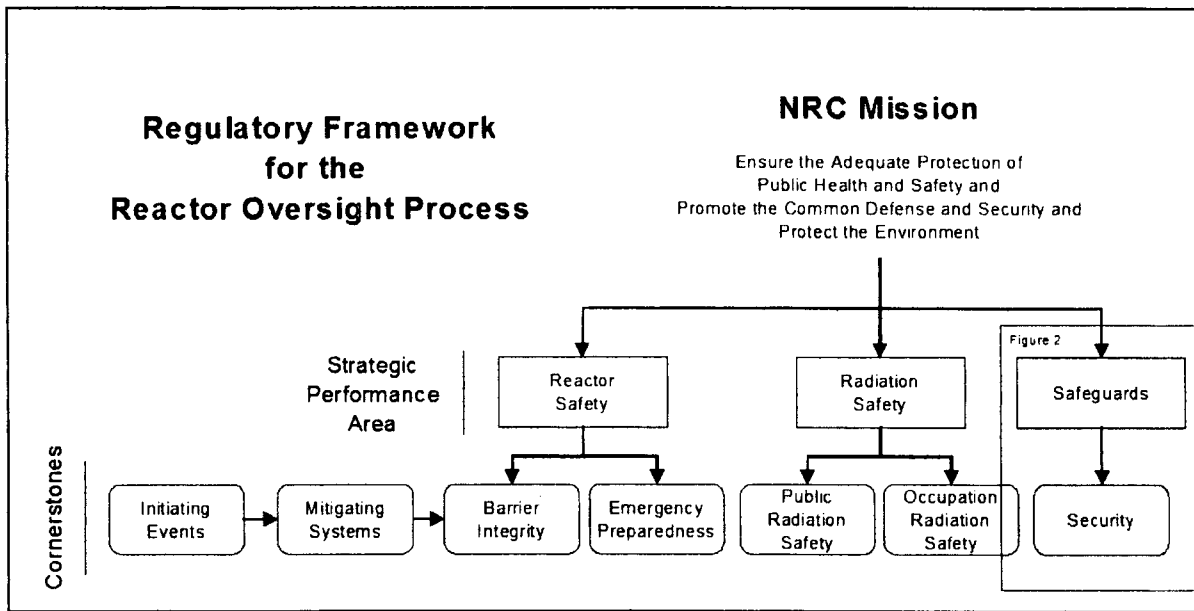 Regulatory Framework
for the
Reactor Oversight Process
NRC Mission
Ensure the Adequate Protection of
Public Health and Safety and
Promote the Common Defense and Security and
Protect the Environment
Strategic
Performance
Area
Reactor
Safety
Radiation
Safety
Figure 2
Safeguards
Cornerstones
Initiating
Events
Mitigating
Systems
Barrier
Integrity
Emergency
Preparedness
Public
Radiation
Safety
Occupation
Radiation
Safety
Security